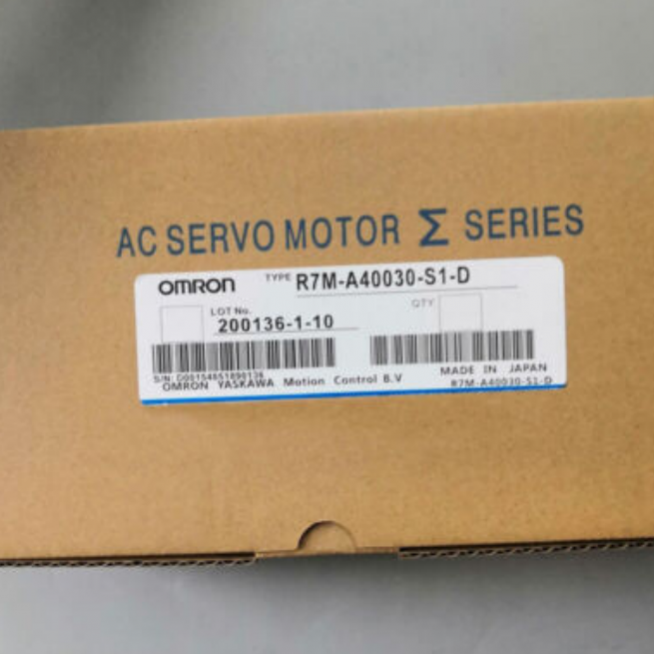 AC SERVO MOTOR Σ SERIES
OMRON TYPE R7M-A40030-S1-D
LOT No. QTY
200136-1-10
MADE IN JAPAN
OMRON YASKAWA Motion Control B.V R7M-A40030-S1-D